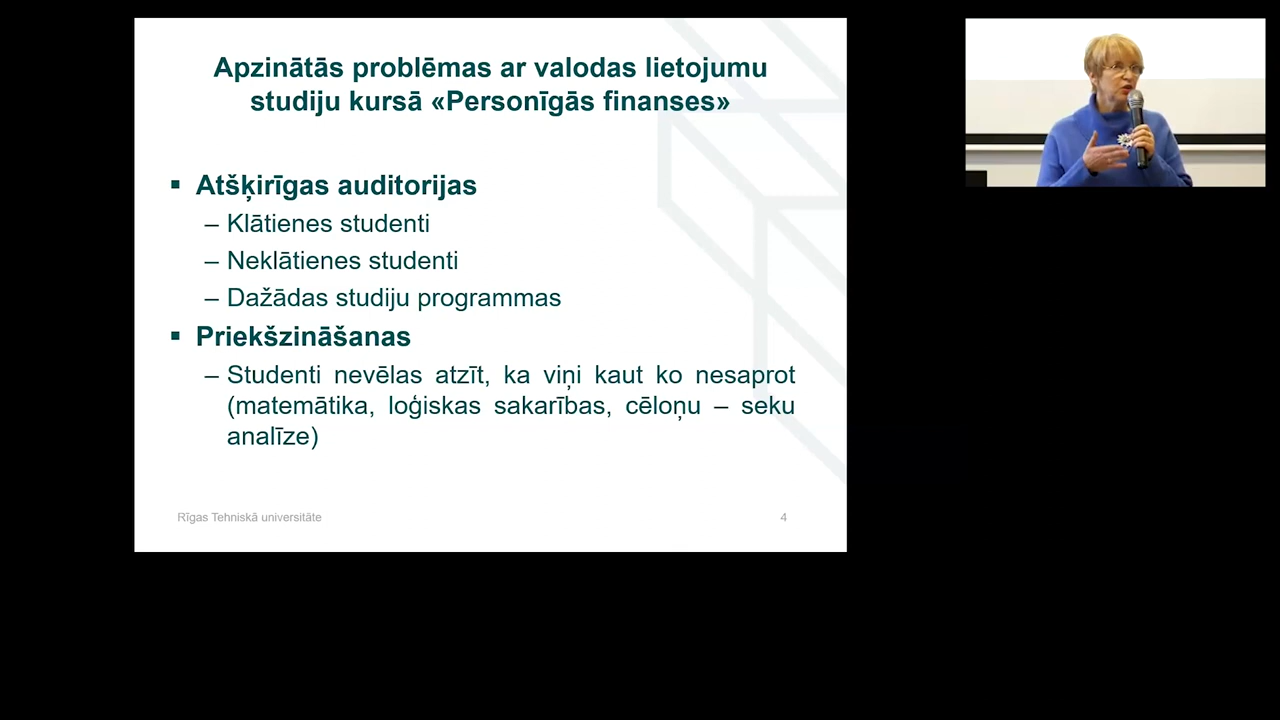 Apzinātās problēmas ar valodas lietojumu
studiju kursā «Personīgās finanses»
▪ Atšķirīgas auditorijas
– Klātienes studenti
– Neklātienes studenti
– Dažādas studiju programmas
▪ Priekšzināšanas
– Studenti nevēlas atzīt, ka viņi kaut ko nesaprot
(matemātika, loģiskas sakarības, cēloņu – seku
analīze)
Rīgas Tehniskā universitāte 4